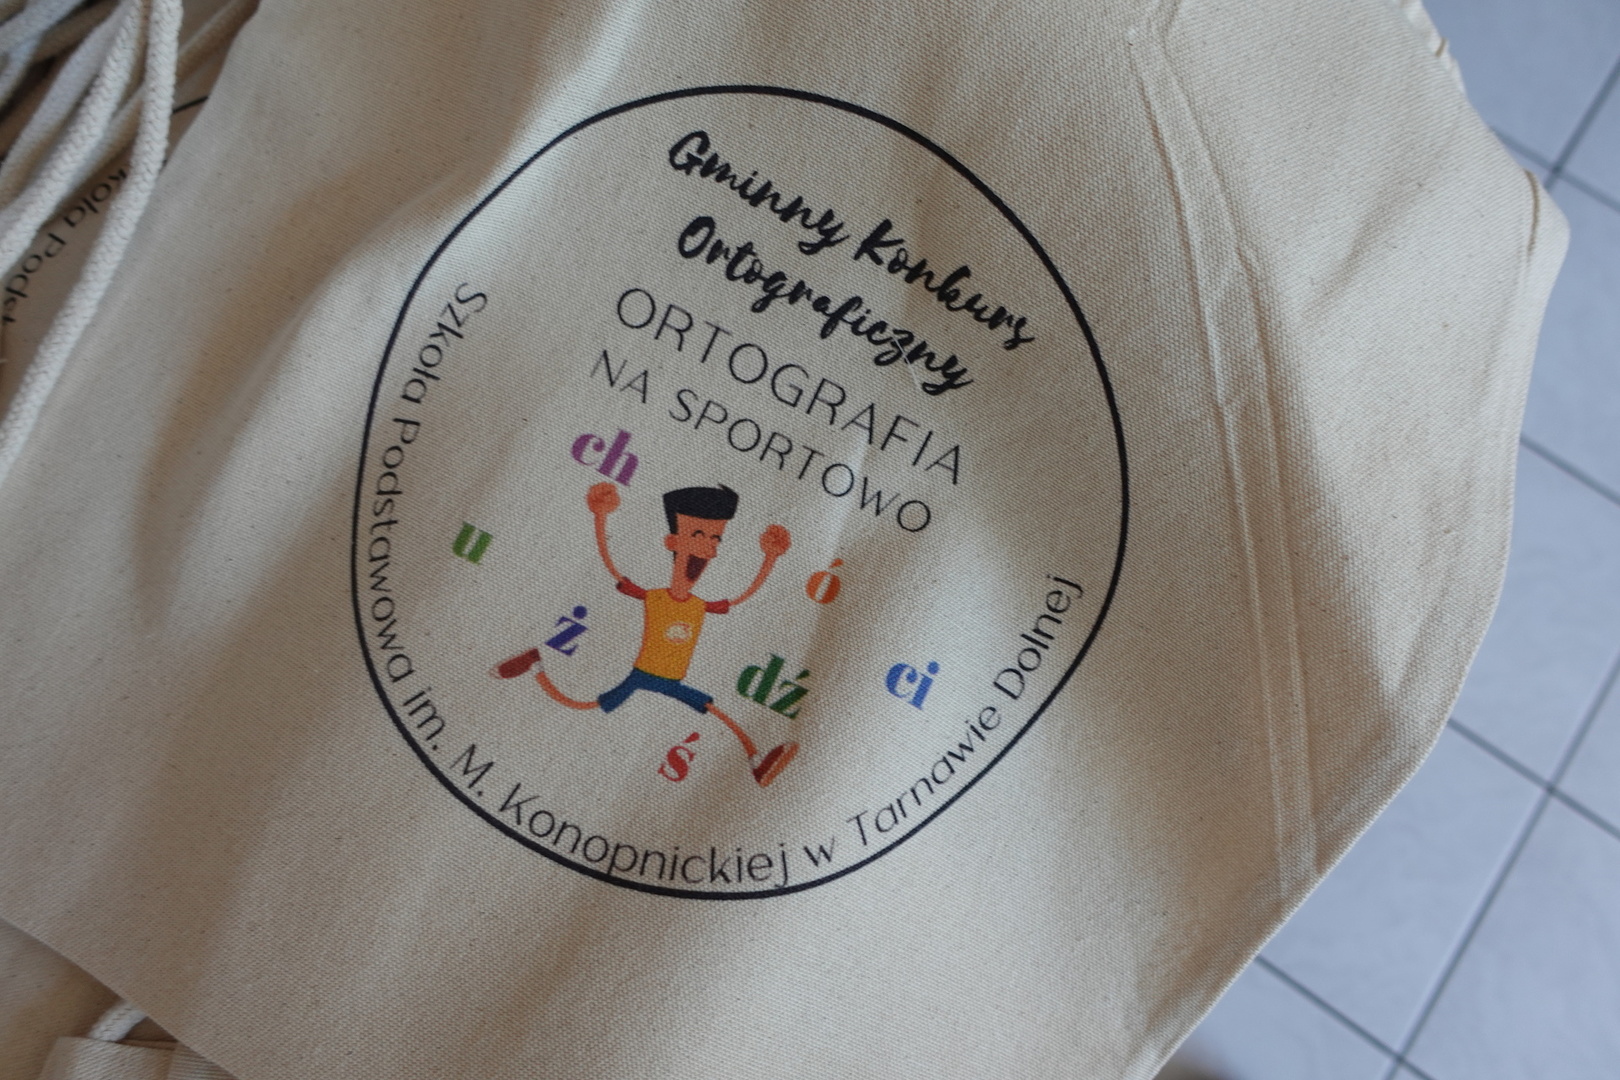 Gminny Konkurs
Ortograficzny
ORTOGRAFIA
NA SPORTOWO
ch
u
ó
ż
dź
ci
ś
Szkoła Podstawowa im. M. Konopnickiej w Tarnawie Dolnej